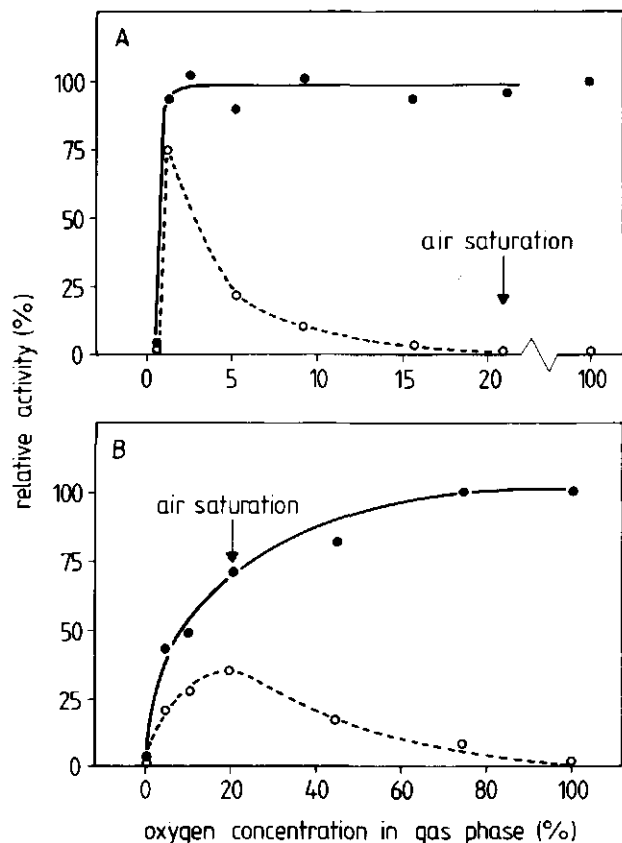 A
100
75
50
25
0
air saturation
0 5 10 15 20 100
relative activity (%)
B
100
75
50
25
0
air saturation
0 20 40 60 80 100
oxygen concentration in gas phase (%)